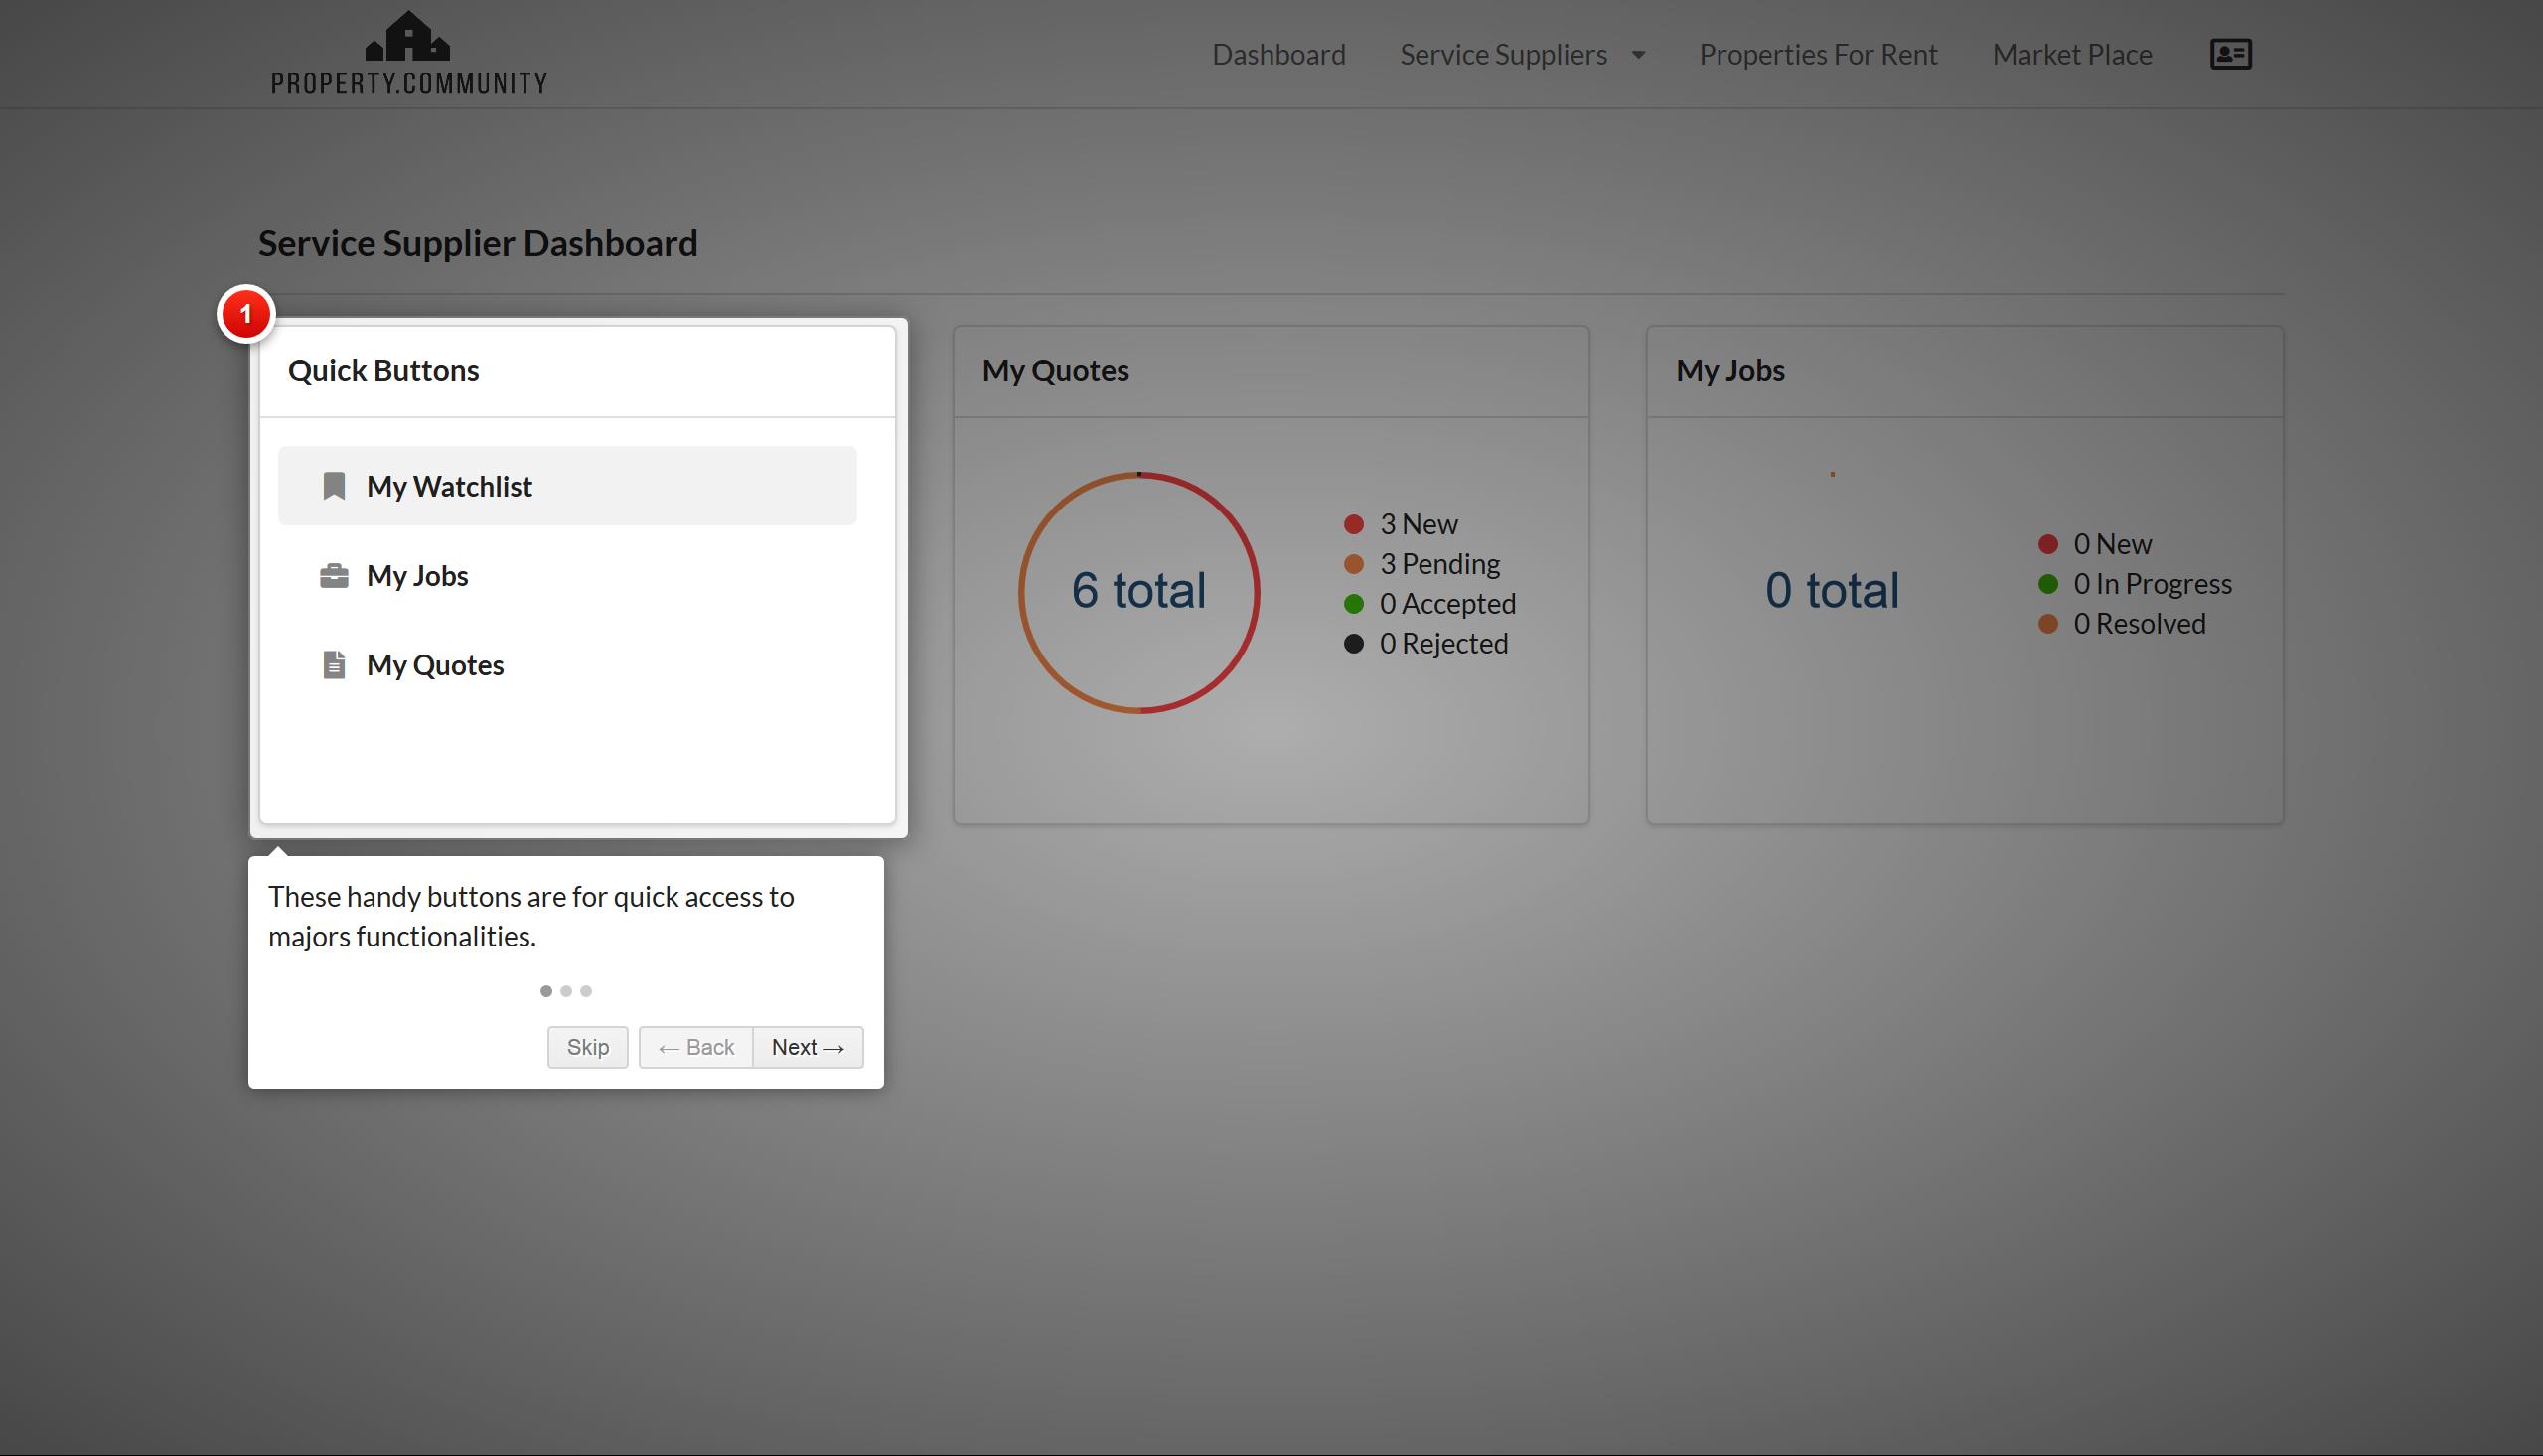 PROPERTY.COMMUNITY
Dashboard
Service Suppliers
Properties For Rent
Market Place
Service Supplier Dashboard
1
Quick Buttons
My Watchlist
My Jobs
My Quotes
My Quotes
6 total
3 New
3 Pending
0 Accepted
0 Rejected
My Jobs
0 total
0 New
0 In Progress
0 Resolved
These handy buttons are for quick access to
majors functionalities.
Skip
← Back
Next →